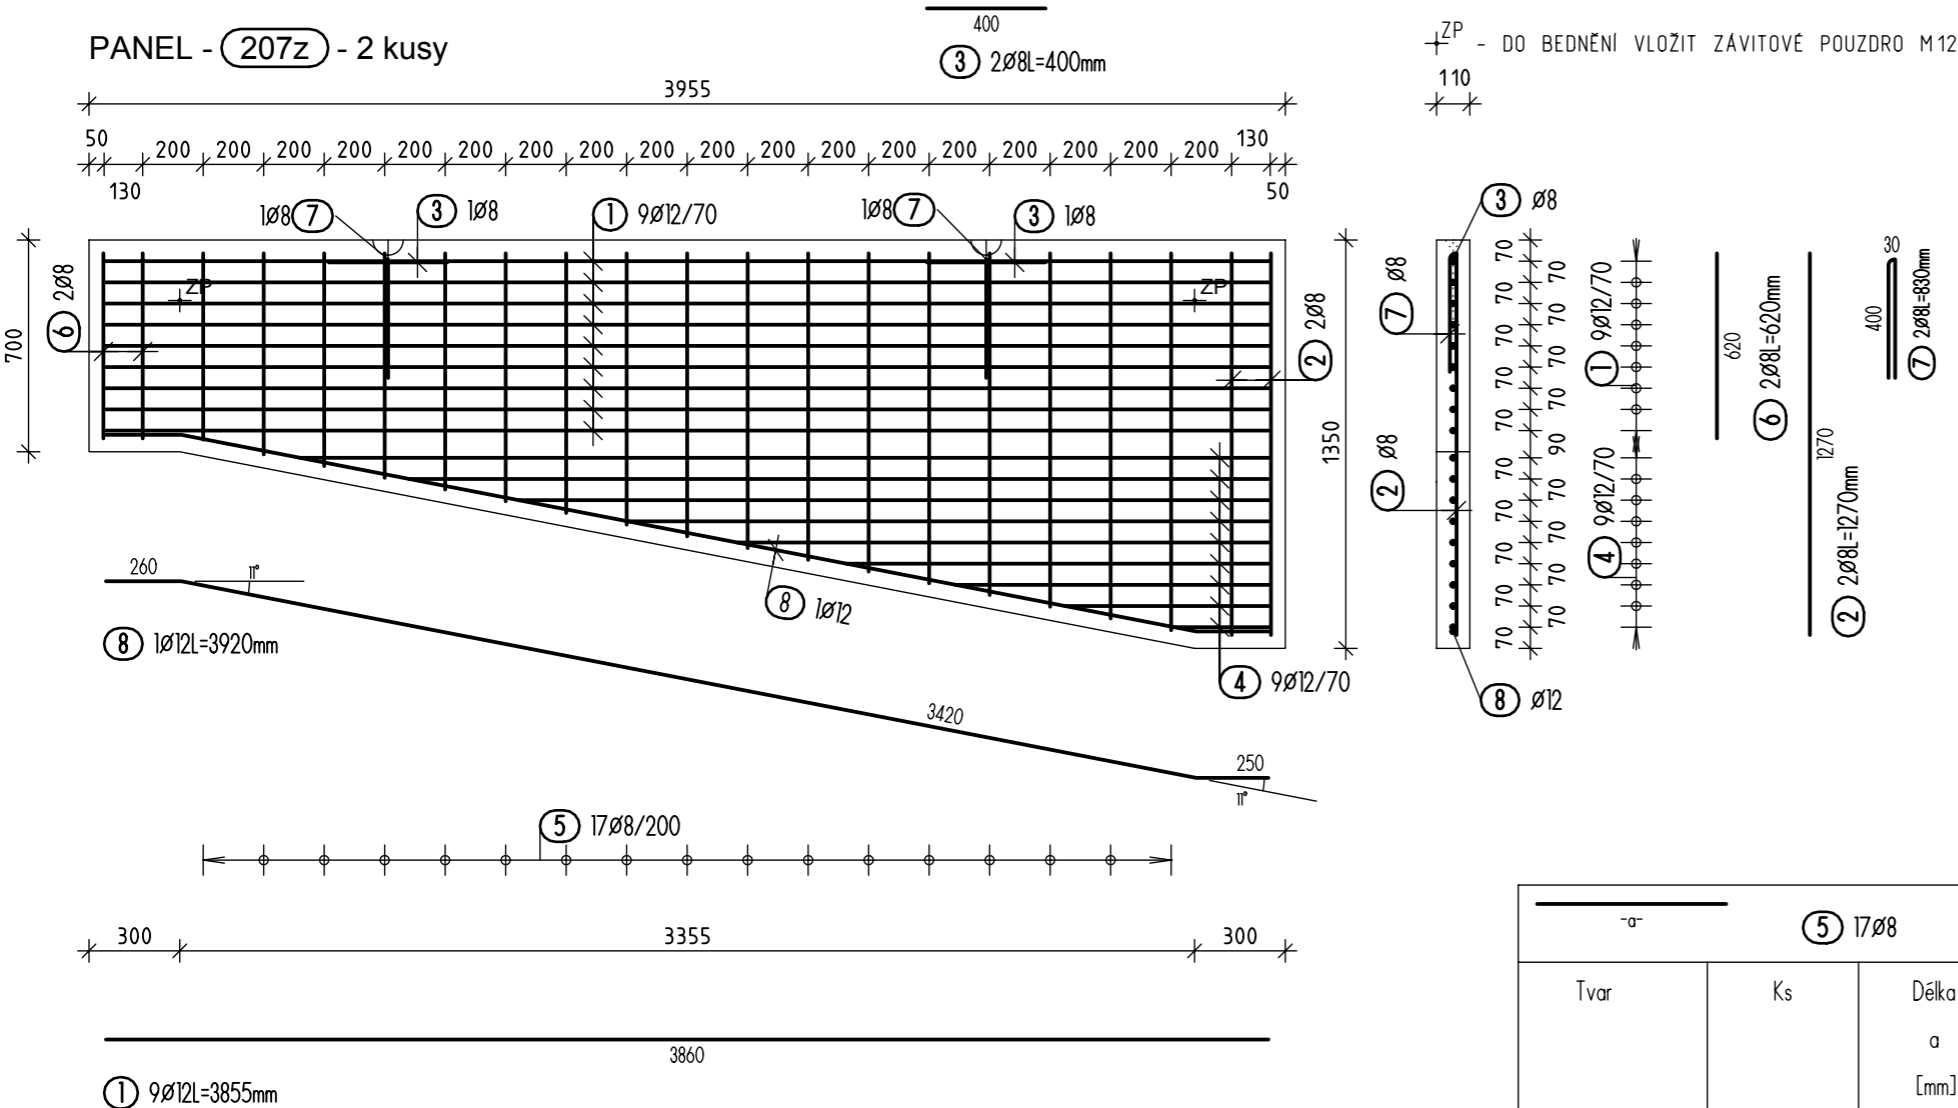 400
③ 2Ø8L=400mm
PANEL - 207z - 2 kusy
ZP - DO BEDNĚNÍ VLOŽIT ZÁVITOVÉ POUZDRO M12
3955
110
50 200 200 200 200 200 200 200 200 200 200 200 200 200 200 200 200 200 130
130 50
1Ø8 ⑦ ③ 1Ø8 ① 9Ø12/70 1Ø8 ⑦ ③ 1Ø8
③ Ø8
ZP
ZP
700
⑥ 2Ø8
② 2Ø8
1350
⑦ Ø8
② Ø8
70 70 70 70 70 70 70 70 70 90 70 70 70 70 70 70 70 70 70
① 9Ø12/70
④ 9Ø12/70
620
⑥ 2Ø8L=620mm
1270
② 2Ø8L=1270mm
30
400
⑦ 2Ø8L=830mm
⑧ 1Ø12
④ 9Ø12/70
⑧ Ø12
260 11°
⑧ 1Ø12L=3920mm
3420
250
11°
⑤ 17Ø8/200
300 3355 300
3860
① 9Ø12L=3855mm
-a- ⑤ 17Ø8
Tvar Ks Délka
a
[mm]